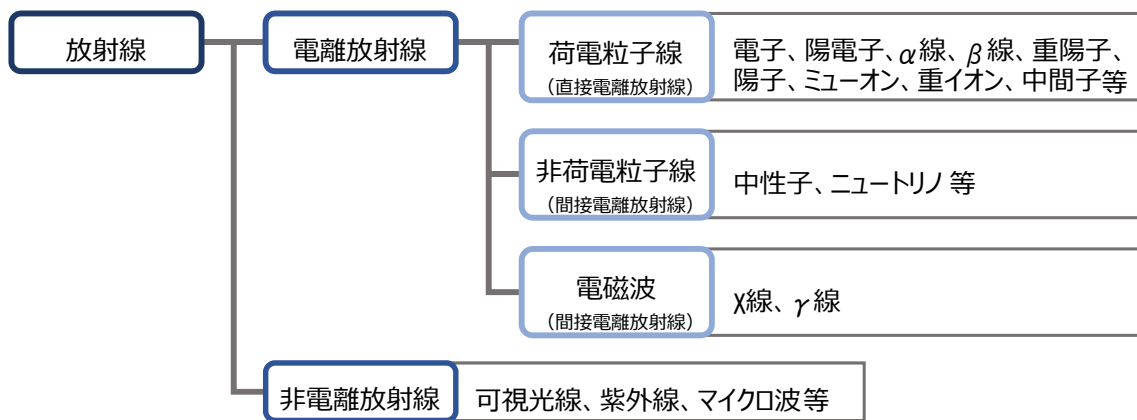 放射線
電離放射線
荷電粒子線
（直接電離放射線）
電子、陽電子、α線、β線、重陽子、
陽子、ミューオン、重イオン、中間子等
非荷電粒子線
（間接電離放射線）
中性子、ニュートリノ等
電磁波
（間接電離放射線）
χ線、γ線
非電離放射線
可視光線、紫外線、マイクロ波等